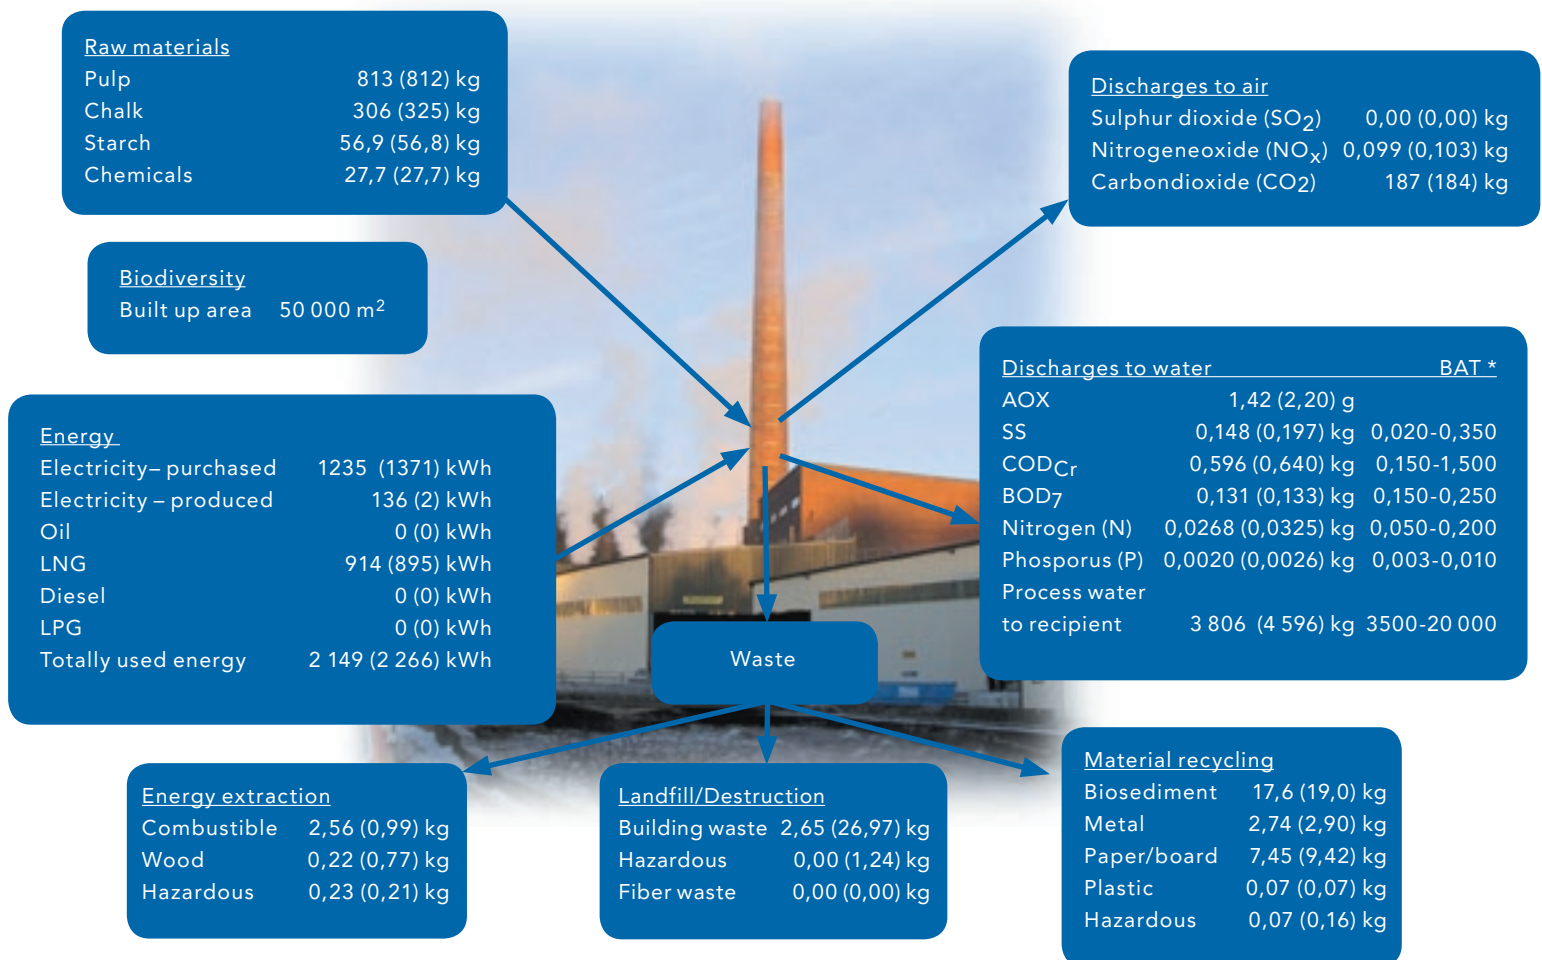 Raw materials
Pulp 813 (812) kg
Chalk 306 (325) kg
Starch 56,9 (56,8) kg
Chemicals 27,7 (27,7) kg
Biodiversity
Built up area 50 000 m²
Energy
Electricity– purchased 1235 (1371) kWh
Electricity – produced 136 (2) kWh
Oil 0 (0) kWh
LNG 914 (895) kWh
Diesel 0 (0) kWh
LPG 0 (0) kWh
Totally used energy 2 149 (2 266) kWh
Discharges to air
Sulphur dioxide (SO2) 0,00 (0,00) kg
Nitrogeneoxide (NOx) 0,099 (0,103) kg
Carbondioxide (CO2) 187 (184) kg
Discharges to water BAT *
AOX 1,42 (2,20) g
SS 0,148 (0,197) kg 0,020-0,350
CODCr 0,596 (0,640) kg 0,150-1,500
BOD7 0,131 (0,133) kg 0,150-0,250
Nitrogen (N) 0,0268 (0,0325) kg 0,050-0,200
Phosporus (P) 0,0020 (0,0026) kg 0,003-0,010
Process water
to recipient 3 806 (4 596) kg 3500-20 000
Waste
Energy extraction
Combustible 2,56 (0,99) kg
Wood 0,22 (0,77) kg
Hazardous 0,23 (0,21) kg
Landfill/Destruction
Building waste 2,65 (26,97) kg
Hazardous 0,00 (1,24) kg
Fiber waste 0,00 (0,00) kg
Material recycling
Biosediment 17,6 (19,0) kg
Metal 2,74 (2,90) kg
Paper/board 7,45 (9,42) kg
Plastic 0,07 (0,07) kg
Hazardous 0,07 (0,16) kg